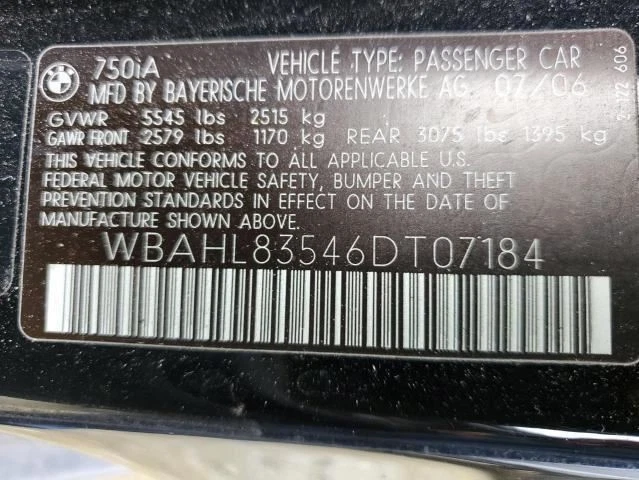 BMW
750iA VEHICLE TYPE: PASSENGER CAR
MFD BY BAYERISCHE MOTORENWERKE AG 07/06
GVWR 5545 lbs 2515 kg
GAWR FRONT 2579 lbs 1170 kg REAR 3075 lbs 1395 kg
THIS VEHICLE CONFORMS TO ALL APPLICABLE U.S.
FEDERAL MOTOR VEHICLE SAFETY, BUMPER AND THEFT
PREVENTION STANDARDS IN EFFECT ON THE DATE OF
MANUFACTURE SHOWN ABOVE.
WBAHL83546DT07184
606